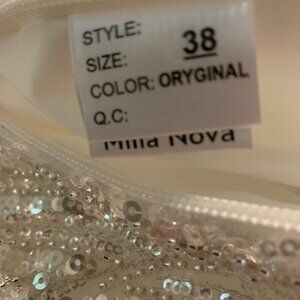 STYLE:
SIZE: 38
COLOR: ORYGINAL
Q.C:
Milla Nova